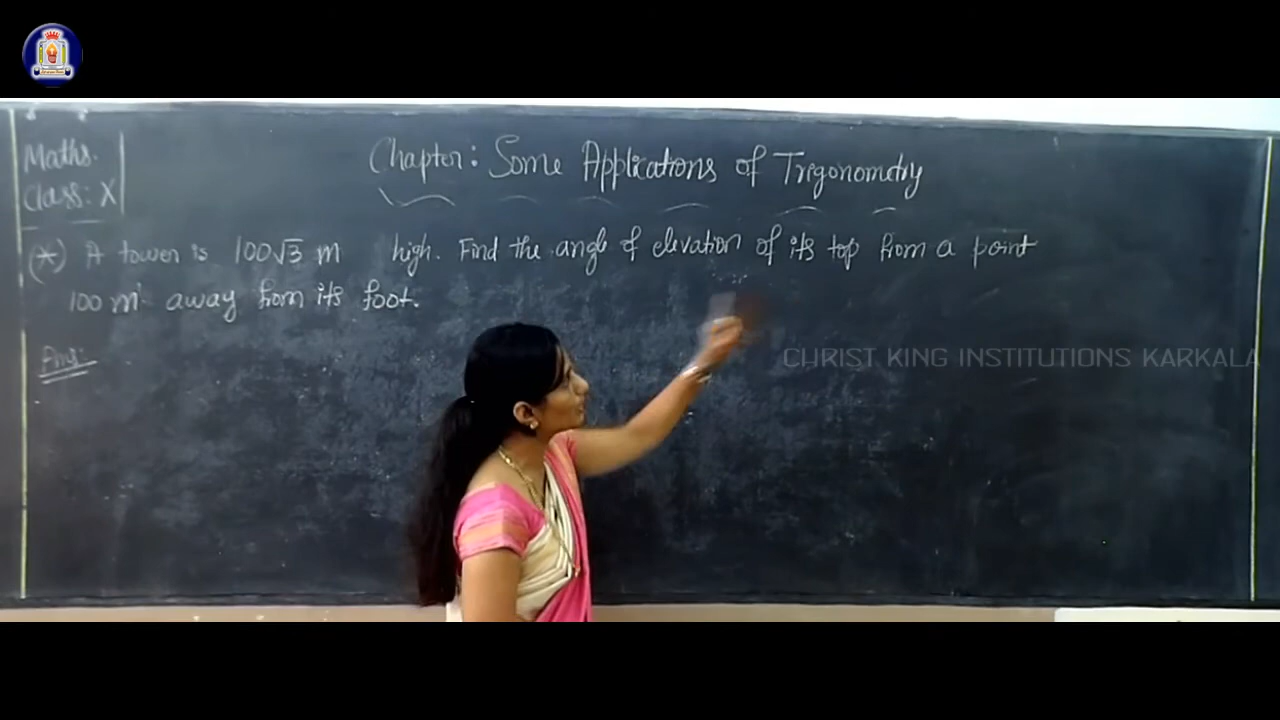 Maths.
Class: X
Chapter: Some Applications of Trigonometry
(*) A tower is 100√3 m high. Find the angle of elevation of its top from a point
100 m away from its foot.
Ans:
CHRIST KING INSTITUTIONS KARKALA